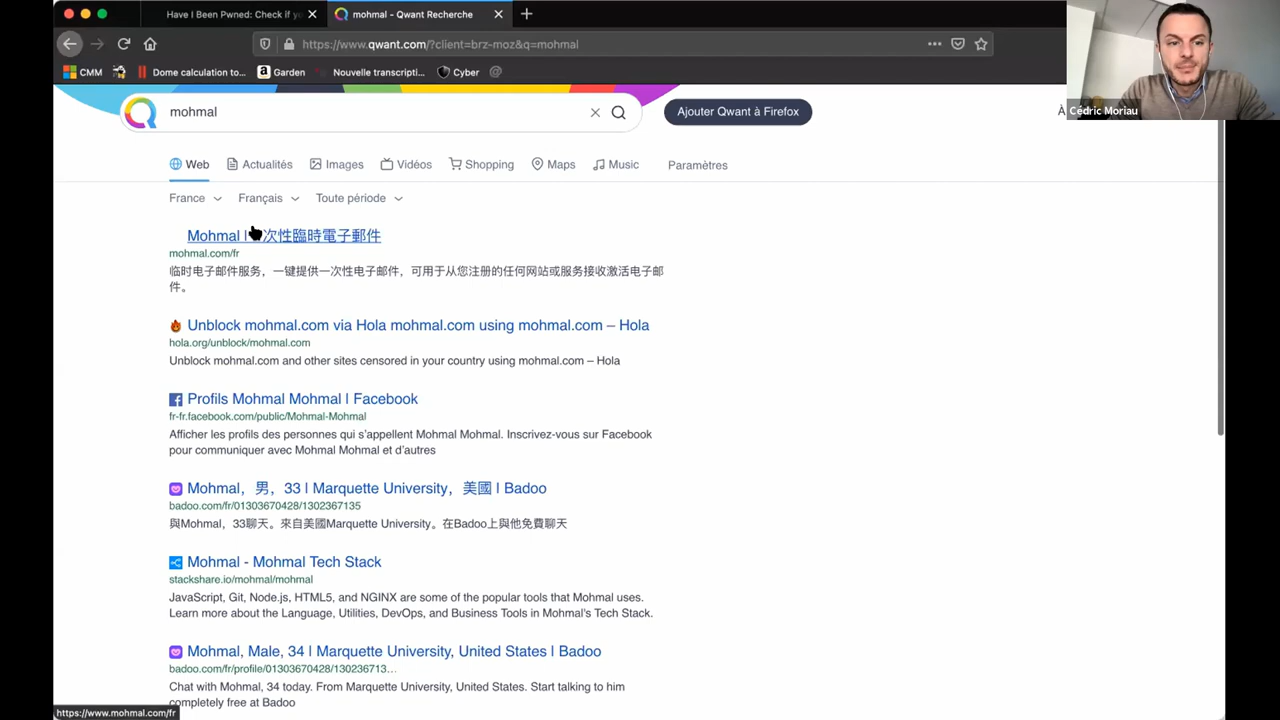 Have I Been Pwned: Check if yo
mohmal - Qwant Recherche
https://www.qwant.com/?client=brz-moz&q=mohmal
CMM
Dome calculation to...
Garden
Nouvelle transcripti...
Cyber
Cédric Moriau
mohmal
Ajouter Qwant à Firefox
À
Web
Actualités
Images
Vidéos
Shopping
Maps
Music
Paramètres
France
Français
Toute période
Mohmal | 次性臨時電子郵件
mohmal.com/fr
临时电子邮件服务，一键提供一次性电子邮件，可用于从您注册的任何网站或服务接收激活电子邮
件。
Unblock mohmal.com via Hola mohmal.com using mohmal.com – Hola
hola.org/unblock/mohmal.com
Unblock mohmal.com and other sites censored in your country using mohmal.com – Hola
Profils Mohmal Mohmal | Facebook
fr-fr.facebook.com/public/Mohmal-Mohmal
Afficher les profils des personnes qui s'appellent Mohmal Mohmal. Inscrivez-vous sur Facebook
pour communiquer avec Mohmal Mohmal et d'autres
Mohmal，男，33 | Marquette University，美國 | Badoo
badoo.com/fr/01303670428/1302367135
與Mohmal，33聊天。來自美國Marquette University。在Badoo上與他免費聊天
Mohmal - Mohmal Tech Stack
stackshare.io/mohmal/mohmal
JavaScript, Git, Node.js, HTML5, and NGINX are some of the popular tools that Mohmal uses.
Learn more about the Language, Utilities, DevOps, and Business Tools in Mohmal's Tech Stack.
Mohmal, Male, 34 | Marquette University, United States | Badoo
badoo.com/fr/profile/01303670428/130236713...
Chat with Mohmal, 34 today. From Marquette University, United States. Start talking to him
completely free at Badoo
https://www.mohmal.com/fr